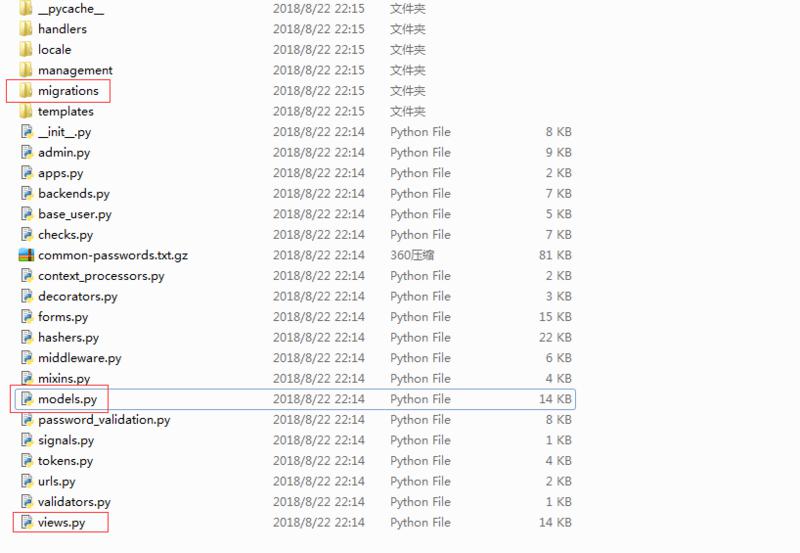 __pycache__ 2018/8/22 22:15 文件夹
handlers 2018/8/22 22:15 文件夹
locale 2018/8/22 22:15 文件夹
management 2018/8/22 22:15 文件夹
migrations 2018/8/22 22:15 文件夹
templates 2018/8/22 22:15 文件夹
__init__.py 2018/8/22 22:14 Python File 8 KB
admin.py 2018/8/22 22:14 Python File 9 KB
apps.py 2018/8/22 22:14 Python File 2 KB
backends.py 2018/8/22 22:14 Python File 7 KB
base_user.py 2018/8/22 22:14 Python File 5 KB
checks.py 2018/8/22 22:14 Python File 7 KB
common-passwords.txt.gz 2018/8/22 22:14 360压缩 81 KB
context_processors.py 2018/8/22 22:14 Python File 2 KB
decorators.py 2018/8/22 22:14 Python File 3 KB
forms.py 2018/8/22 22:14 Python File 15 KB
hashers.py 2018/8/22 22:14 Python File 22 KB
middleware.py 2018/8/22 22:14 Python File 6 KB
mixins.py 2018/8/22 22:14 Python File 4 KB
models.py 2018/8/22 22:14 Python File 14 KB
password_validation.py 2018/8/22 22:14 Python File 8 KB
signals.py 2018/8/22 22:14 Python File 1 KB
tokens.py 2018/8/22 22:14 Python File 4 KB
urls.py 2018/8/22 22:14 Python File 2 KB
validators.py 2018/8/22 22:14 Python File 1 KB
views.py 2018/8/22 22:14 Python File 14 KB